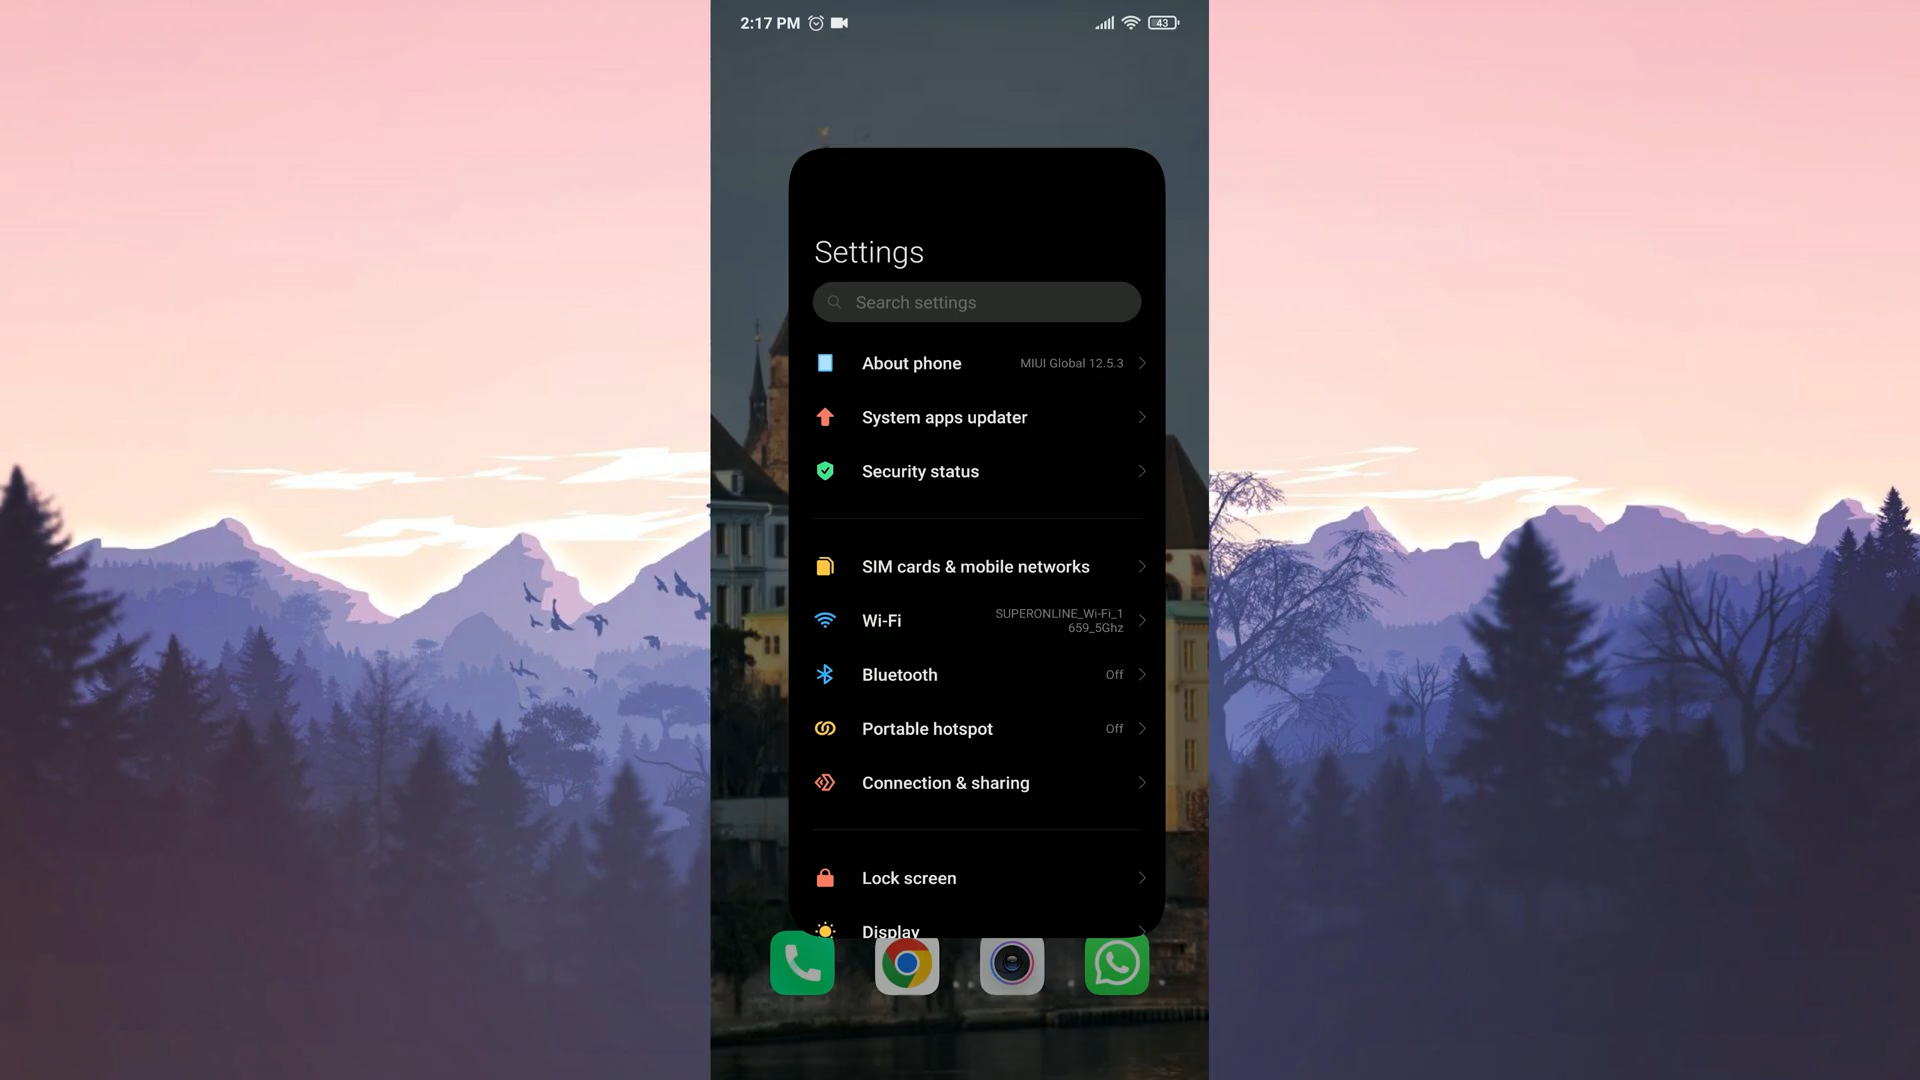 2:17 PM
43
Settings
Search settings
About phone MIUI Global 12.5.3
System apps updater
Security status
SIM cards & mobile networks
Wi-Fi SUPERONLINE_Wi-Fi_1
659_5Ghz
Bluetooth Off
Portable hotspot Off
Connection & sharing
Lock screen
Display